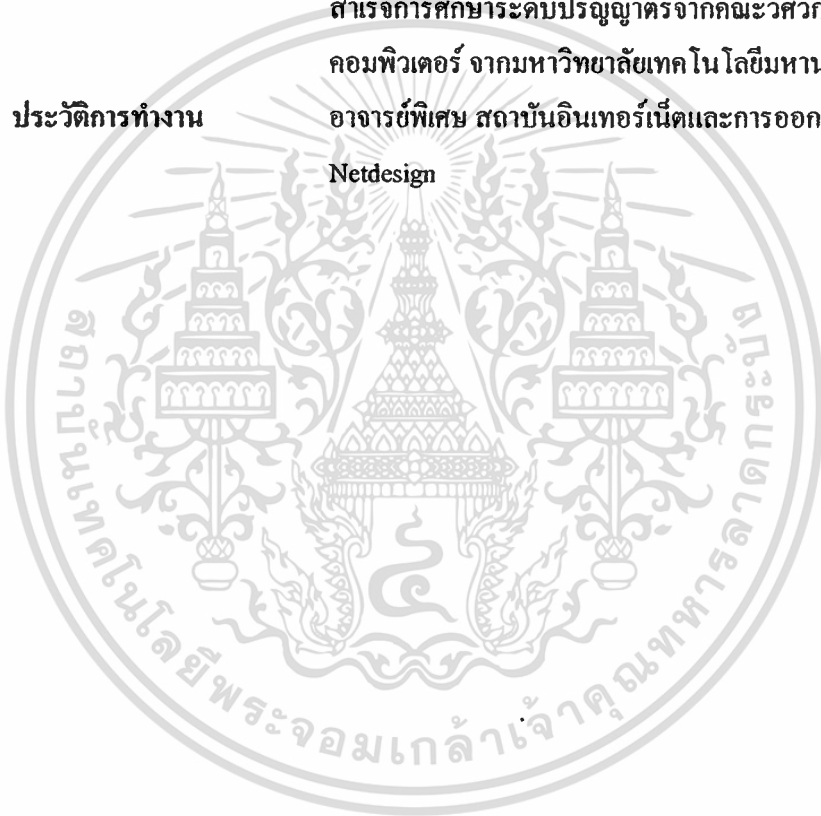 สำเร็จการศึกษาระดับปริญญาตรีจากคณะวิศวก
คอมพิวเตอร์ จากมหาวิทยาลัยเทคโนโลยีมหาน
ประวัติการทำงาน อาจารย์พิเศษ สถาบันอินเทอร์เน็ตและการออก
Netdesign
สถาบันเทคโนโลยีพระจอมเกล้าเจ้าคุณทหารลาดกระบัง
๔